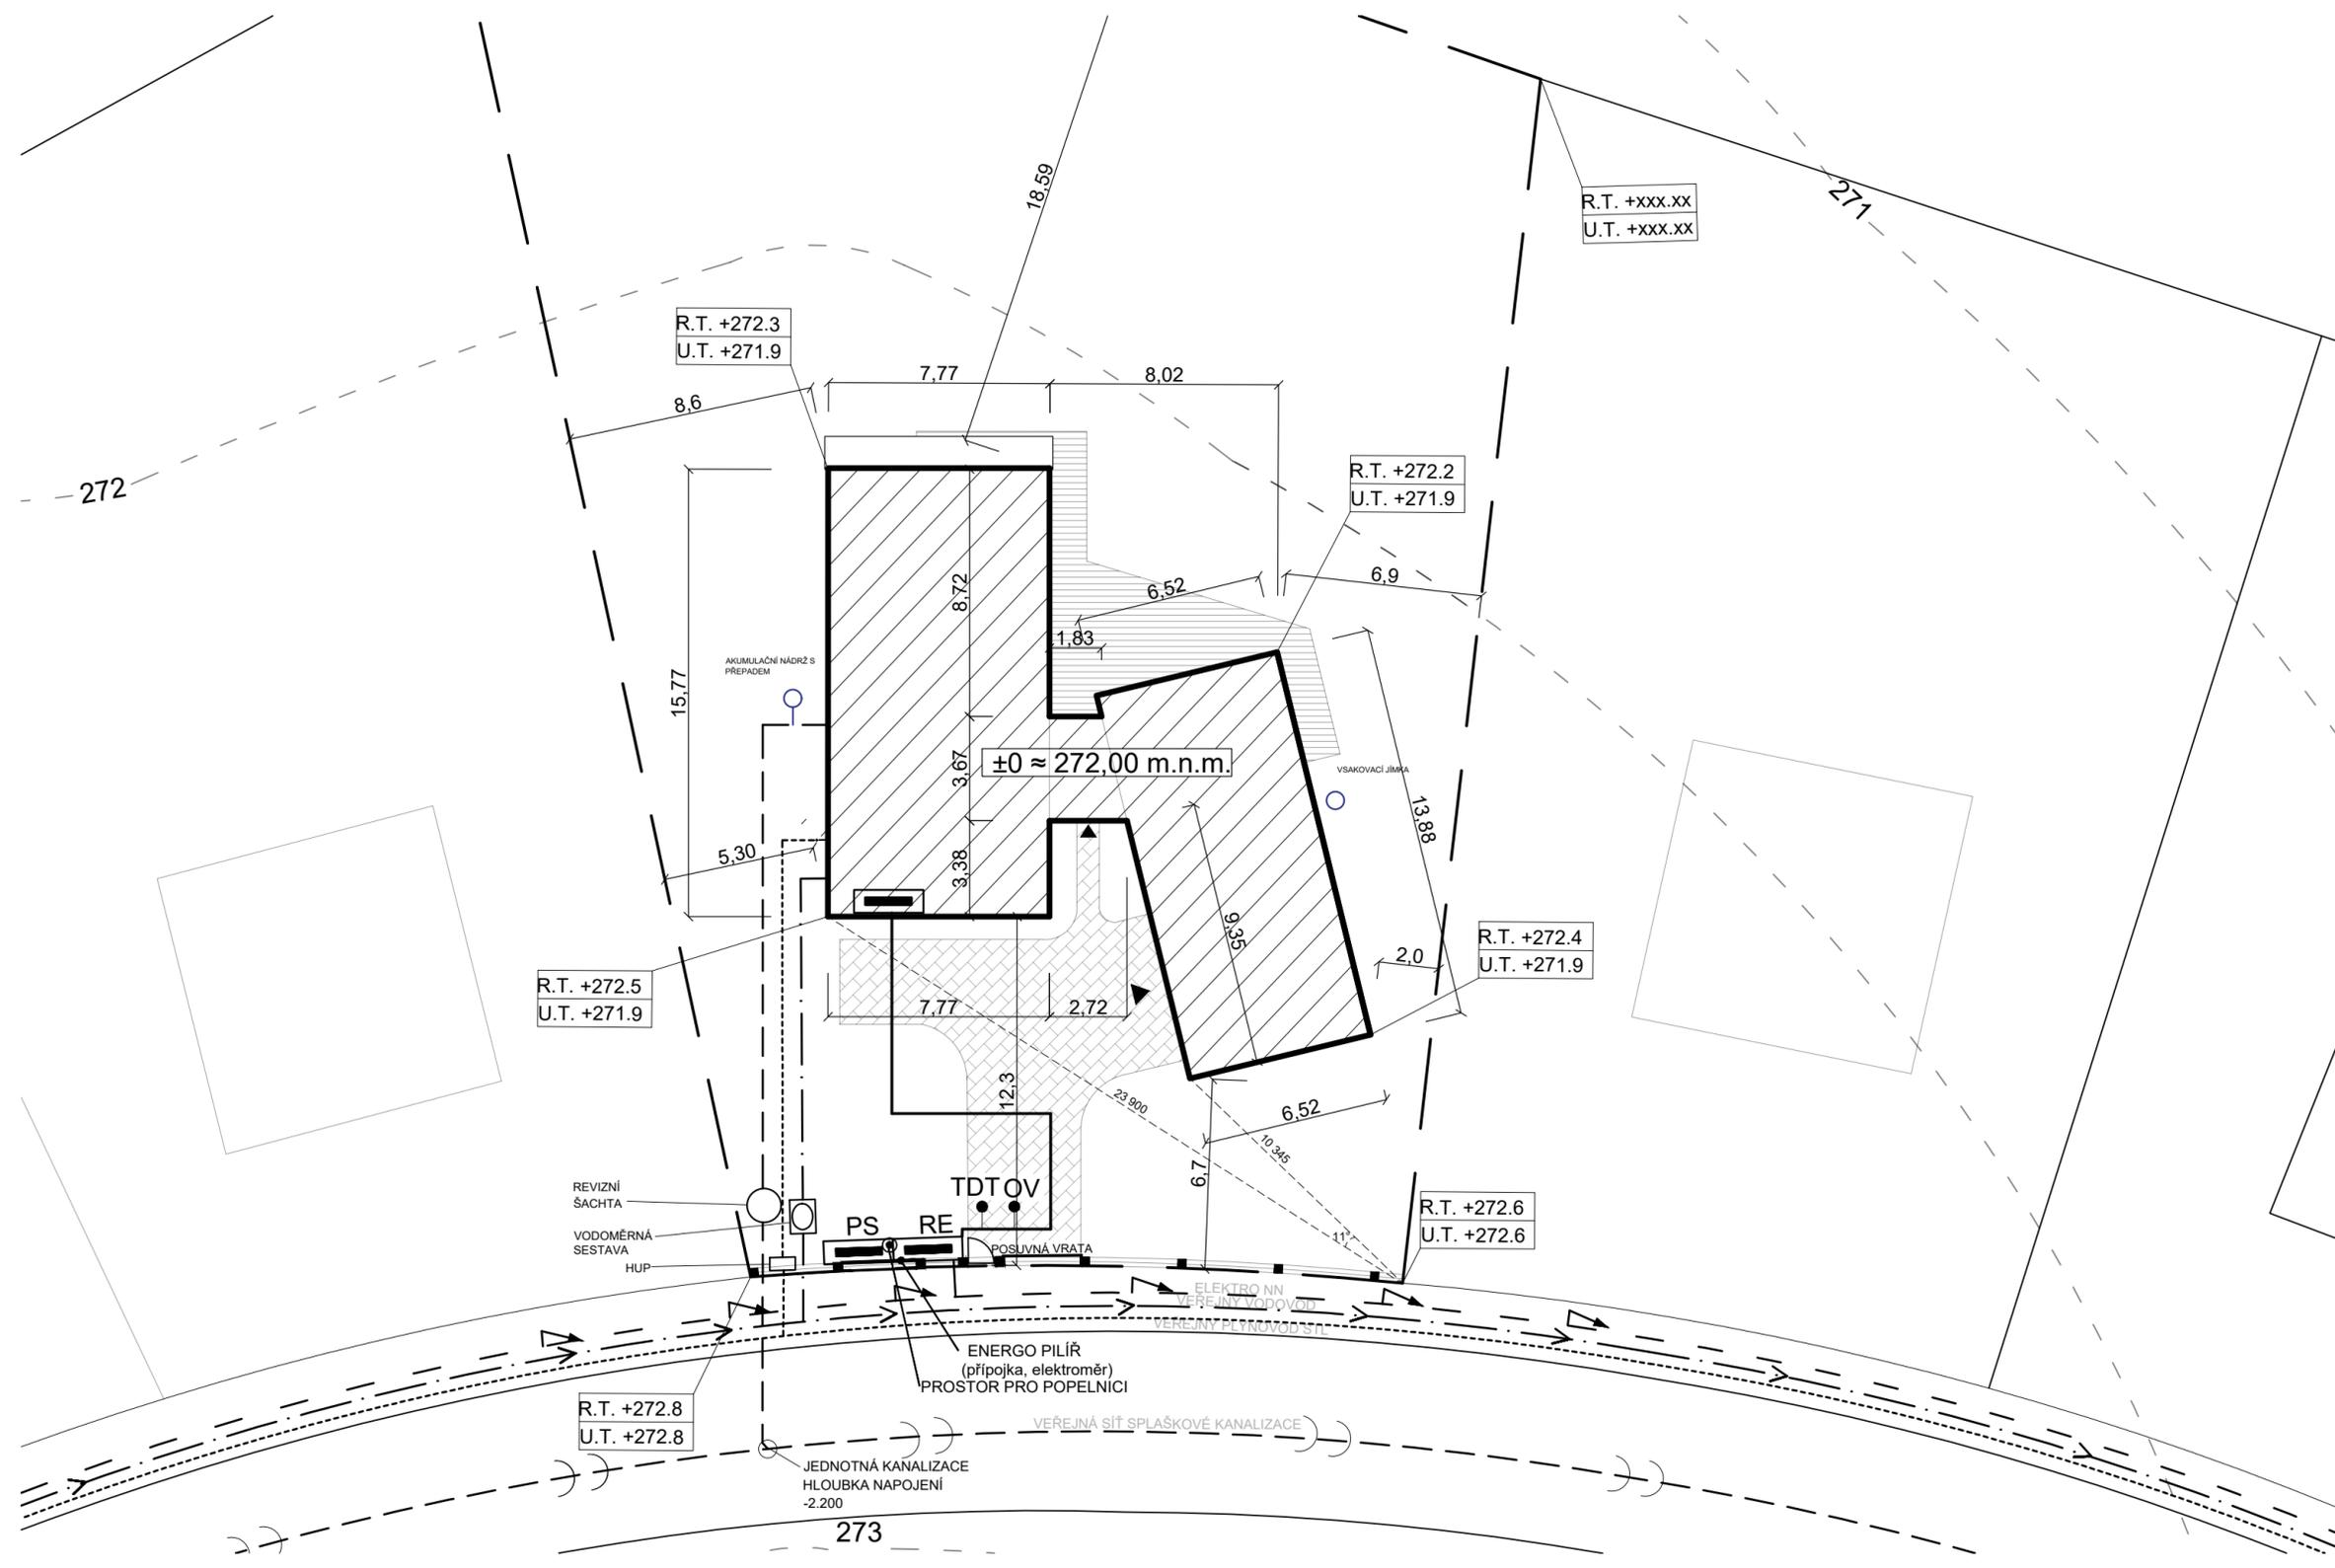 18,59
271
R.T. +xxx.xx
U.T. +xxx.xx
R.T. +272.3
U.T. +271.9
7,77
8,02
8,6
272
R.T. +272.2
U.T. +271.9
8,72
6,52
6,9
1,83
AKUMULAČNÍ NÁDRŽ S
PŘEPADEM
15,77
±0 ≈ 272,00 m.n.m.
3,67
VSAKOVACÍ JÍMKA
13,88
5,30
3,38
9,35
2,0
R.T. +272.4
U.T. +271.9
R.T. +272.5
U.T. +271.9
7,77
2,72
12,3
23 900
6,52
10 345
6,7
REVIZNÍ
ŠACHTA
TDT OV
R.T. +272.6
U.T. +272.6
PS
RE
VODOMĚRNÁ
SESTAVA
POSUVNÁ VRATA
11°
HUP
ELEKTRO NN
VEŘEJNÝ VODOVOD
VEŘEJNÝ PLYNOVOD STL
ENERGO PILÍŘ
(přípojka, elektroměr)
PROSTOR PRO POPELNICI
R.T. +272.8
U.T. +272.8
VEŘEJNÁ SÍŤ SPLAŠKOVÉ KANALIZACE
JEDNOTNÁ KANALIZACE
HLOUBKA NAPOJENÍ
-2.200
273